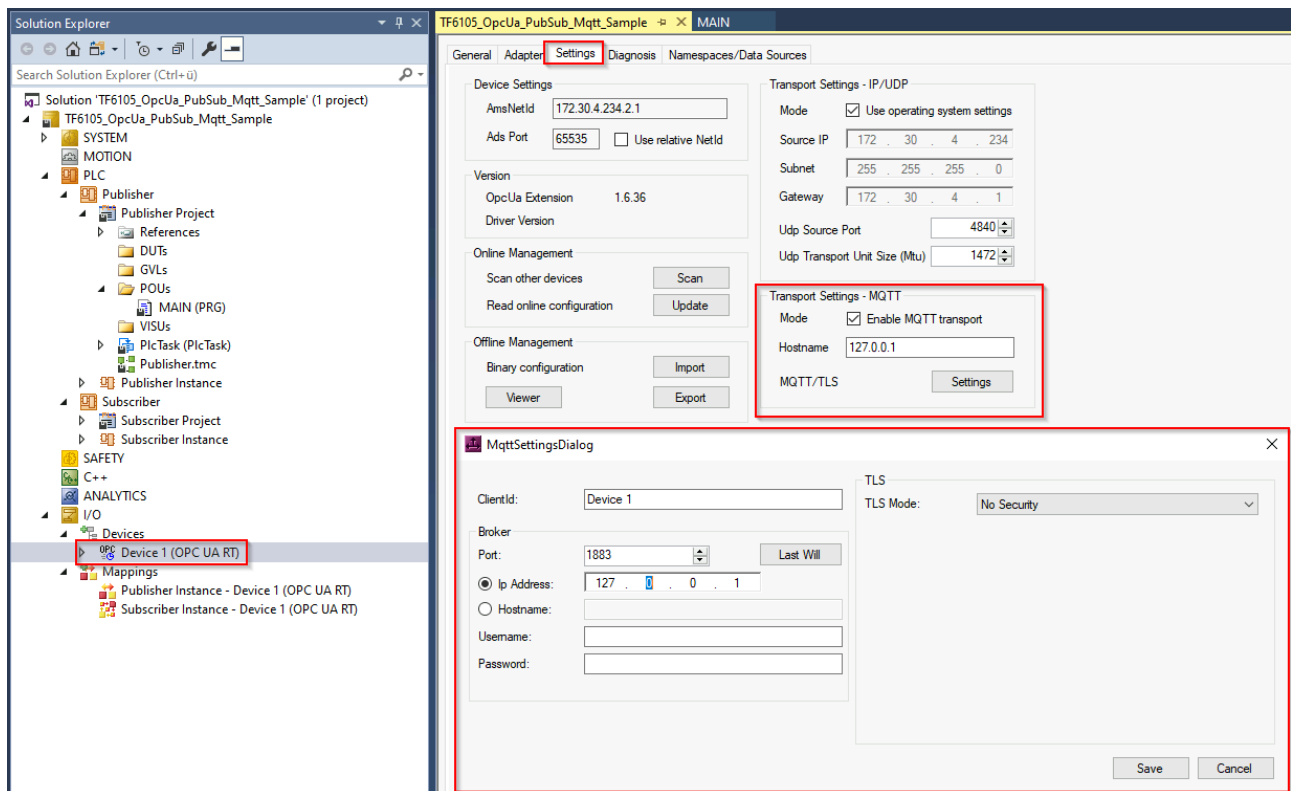 Solution Explorer
Search Solution Explorer (Ctrl+ü)
Solution 'TF6105_OpcUa_PubSub_Mqtt_Sample' (1 project)
TF6105_OpcUa_PubSub_Mqtt_Sample
SYSTEM
MOTION
PLC
Publisher
Publisher Project
References
DUTs
GVLs
POUs
MAIN (PRG)
VISUs
PlcTask (PlcTask)
Publisher.tmc
Publisher Instance
Subscriber
Subscriber Project
Subscriber Instance
SAFETY
C++
ANALYTICS
I/O
Devices
OPC Device 1 (OPC UA RT)
Mappings
Publisher Instance - Device 1 (OPC UA RT)
Subscriber Instance - Device 1 (OPC UA RT)
TF6105_OpcUa_PubSub_Mqtt_Sample MAIN
General Adapter Settings Diagnosis Namespaces/Data Sources
Device Settings
AmsNetId 172.30.4.234.2.1
Ads Port 65535 Use relative NetId
Version
OpcUa Extension 1.6.36
Driver Version
Online Management
Scan other devices Scan
Read online configuration Update
Offline Management
Binary configuration Import
Viewer Export
Transport Settings - IP/UDP
Mode Use operating system settings
Source IP 172 . 30 . 4 . 234
Subnet 255 . 255 . 255 . 0
Gateway 172 . 30 . 4 . 1
Udp Source Port 4840
Udp Transport Unit Size (Mtu) 1472
Transport Settings - MQTT
Mode Enable MQTT transport
Hostname 127.0.0.1
MQTT/TLS Settings
MqttSettingsDialog
ClientId: Device 1
Broker
Port: 1883 Last Will
Ip Address: 127 . 0 . 0 . 1
Hostname:
Username:
Password:
TLS
TLS Mode: No Security
Save Cancel